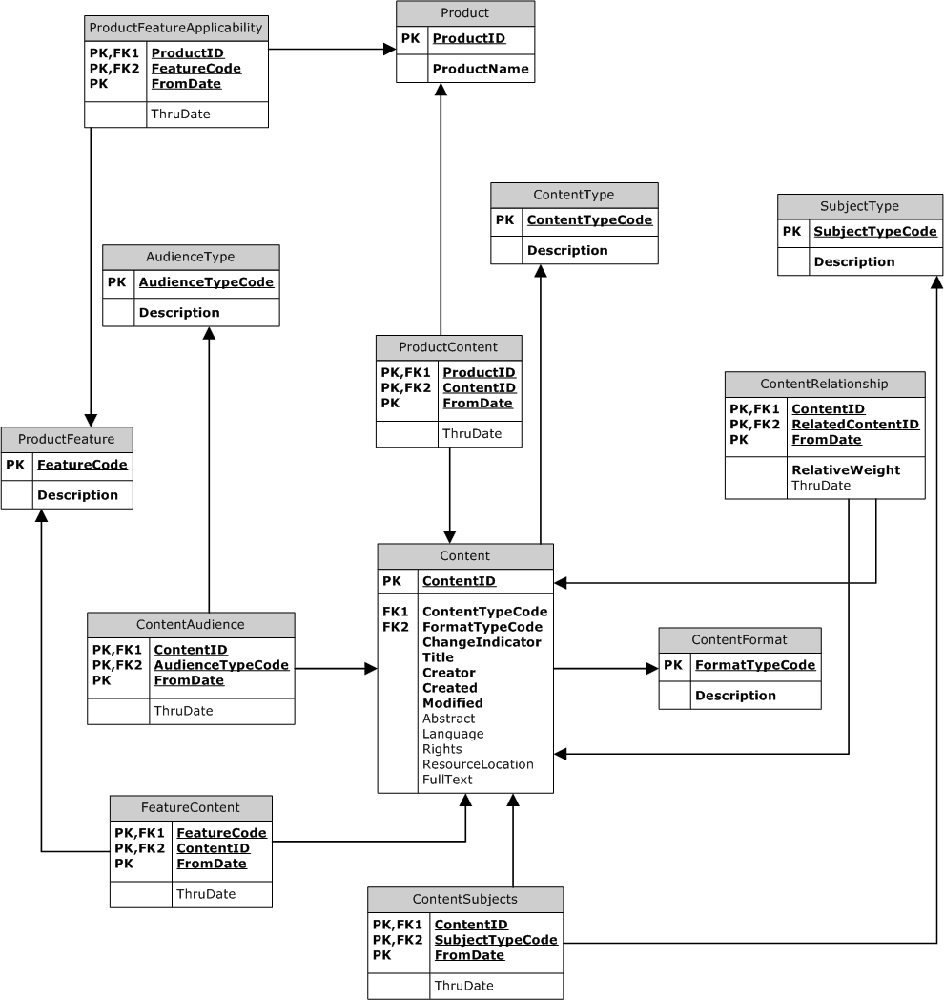 Product
PK ProductID
ProductName
ProductFeatureApplicability
PK,FK1 ProductID
PK,FK2 FeatureCode
PK FromDate
ThruDate
ContentType
PK ContentTypeCode
Description
SubjectType
PK SubjectTypeCode
Description
AudienceType
PK AudienceTypeCode
Description
ProductContent
PK,FK1 ProductID
PK,FK2 ContentID
PK FromDate
ThruDate
ContentRelationship
PK,FK1 ContentID
PK,FK2 RelatedContentID
PK FromDate
RelativeWeight
ThruDate
ProductFeature
PK FeatureCode
Description
Content
PK ContentID
FK1 ContentTypeCode
FK2 FormatTypeCode
ChangeIndicator
Title
Creator
Created
Modified
Abstract
Language
Rights
ResourceLocation
FullText
ContentAudience
PK,FK1 ContentID
PK,FK2 AudienceTypeCode
PK FromDate
ThruDate
ContentFormat
PK FormatTypeCode
Description
FeatureContent
PK,FK1 FeatureCode
PK,FK2 ContentID
PK FromDate
ThruDate
ContentSubjects
PK,FK1 ContentID
PK,FK2 SubjectTypeCode
PK FromDate
ThruDate